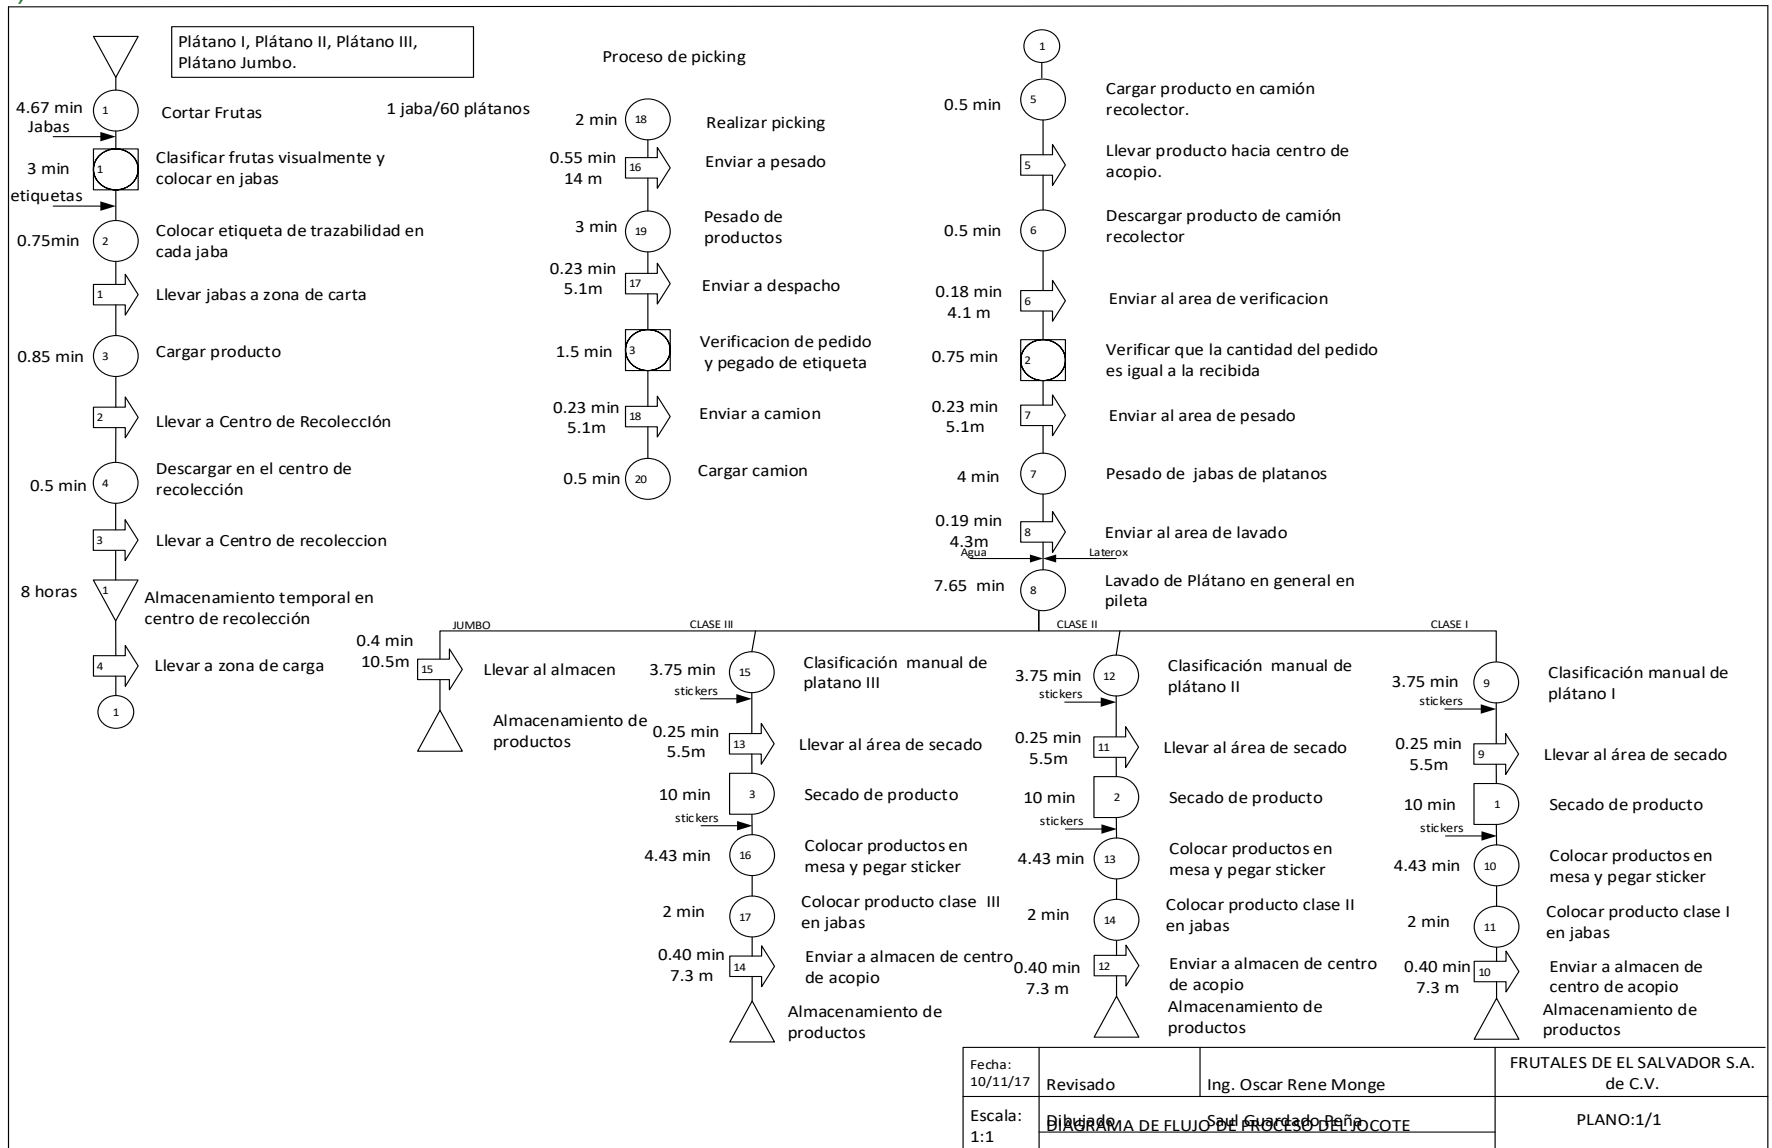 Plátano I, Plátano II, Plátano III,
Plátano Jumbo.
4.67 min
1
Cortar Frutas
1 jaba/60 plátanos
Jabas
3 min
1
Clasificar frutas visualmente y
colocar en jabas
etiquetas
0.75min
2
Colocar etiqueta de trazabilidad en
cada jaba
1
Llevar jabas a zona de carta
0.85 min
3
Cargar producto
2
Llevar a Centro de Recolección
0.5 min
4
Descargar en el centro de
recolección
3
Llevar a Centro de recoleccion
8 horas
1
Almacenamiento temporal en
centro de recolección
4
Llevar a zona de carga
1
Proceso de picking
2 min
18
Realizar picking
0.55 min
14 m
16
Enviar a pesado
3 min
19
Pesado de
productos
0.23 min
5.1m
17
Enviar a despacho
1.5 min
3
Verificacion de pedido
y pegado de etiqueta
0.23 min
5.1m
18
Enviar a camion
0.5 min
20
Cargar camion
1
0.5 min
5
Cargar producto en camión
recolector.
5
Llevar producto hacia centro de
acopio.
0.5 min
6
Descargar producto de camión
recolector
0.18 min
4.1 m
6
Enviar al area de verificacion
0.75 min
2
Verificar que la cantidad del pedido
es igual a la recibida
0.23 min
5.1m
7
Enviar al area de pesado
4 min
7
Pesado de jabas de platanos
0.19 min
4.3m
8
Enviar al area de lavado
Agua
Laterox
7.65 min
8
Lavado de Plátano en general en
pileta
JUMBO
CLASE III
CLASE II
CLASE I
0.4 min
10.5m
15
Llevar al almacen
Almacenamiento de
productos
3.75 min
15
Clasificación manual de
platano III
stickers
0.25 min
5.5m
13
Llevar al área de secado
10 min
3
Secado de producto
stickers
4.43 min
16
Colocar productos en
mesa y pegar sticker
2 min
17
Colocar producto clase III
en jabas
0.40 min
7.3 m
14
Enviar a almacen de centro
de acopio
Almacenamiento de
productos
3.75 min
12
Clasificación manual de
plátano II
stickers
0.25 min
5.5m
11
Llevar al área de secado
10 min
2
Secado de producto
stickers
4.43 min
13
Colocar productos en
mesa y pegar sticker
2 min
14
Colocar producto clase II
en jabas
0.40 min
7.3 m
12
Enviar a almacen de centro
de acopio
Almacenamiento de
productos
3.75 min
9
Clasificación manual de
plátano I
stickers
0.25 min
5.5m
9
Llevar al área de secado
10 min
1
Secado de producto
stickers
4.43 min
10
Colocar productos en
mesa y pegar sticker
2 min
11
Colocar producto clase I
en jabas
0.40 min
7.3 m
10
Enviar a almacen de
centro de acopio
Almacenamiento de
productos
Fecha:
10/11/17
Revisado
Ing. Oscar Rene Monge
FRUTALES DE EL SALVADOR S.A.
de C.V.
Escala:
1:1
Dibujado
Saul Guardado Peña
DIAGRAMA DE FLUJO DE PROCESO DEL JOCOTE
PLANO:1/1